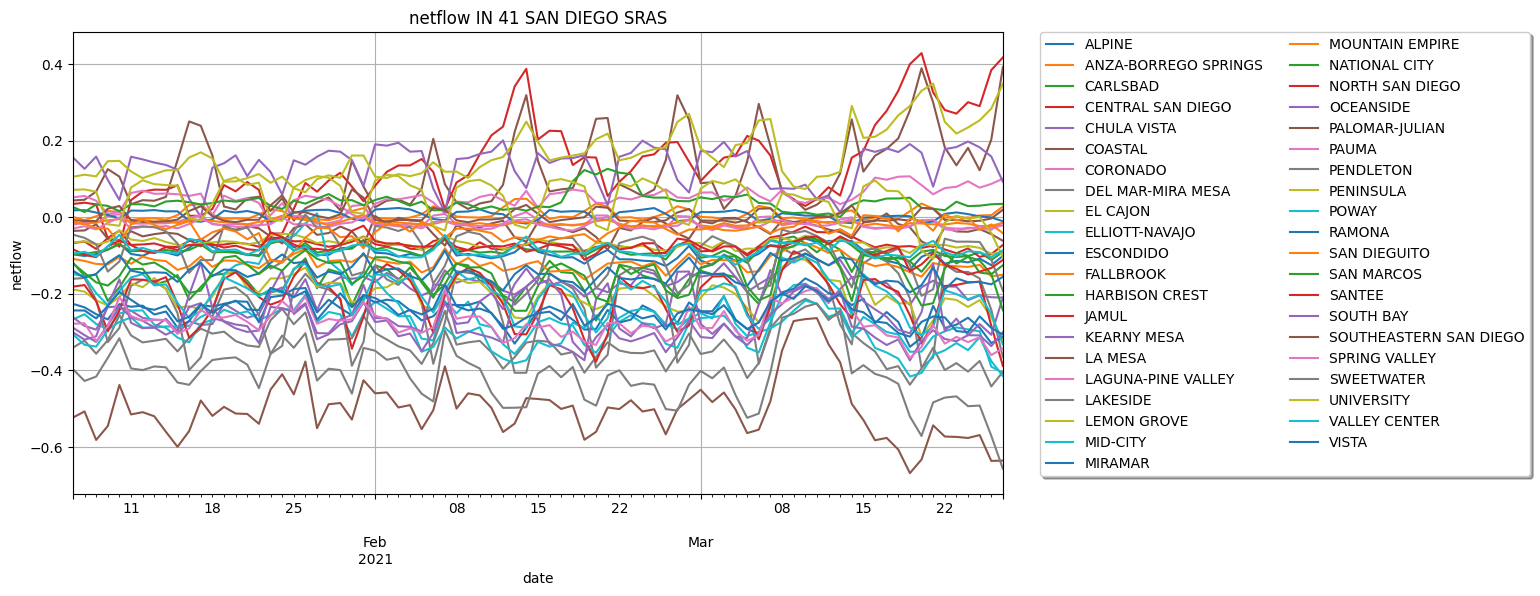 netflow IN 41 SAN DIEGO SRAS
netflow
0.4
0.2
0.0
−0.2
−0.4
−0.6
11
18
25
08
15
22
08
15
22
Feb
2021
Mar
date
ALPINE
ANZA-BORREGO SPRINGS
CARLSBAD
CENTRAL SAN DIEGO
CHULA VISTA
COASTAL
CORONADO
DEL MAR-MIRA MESA
EL CAJON
ELLIOTT-NAVAJO
ESCONDIDO
FALLBROOK
HARBISON CREST
JAMUL
KEARNY MESA
LA MESA
LAGUNA-PINE VALLEY
LAKESIDE
LEMON GROVE
MID-CITY
MIRAMAR
MOUNTAIN EMPIRE
NATIONAL CITY
NORTH SAN DIEGO
OCEANSIDE
PALOMAR-JULIAN
PAUMA
PENDLETON
PENINSULA
POWAY
RAMONA
SAN DIEGUITO
SAN MARCOS
SANTEE
SOUTH BAY
SOUTHEASTERN SAN DIEGO
SPRING VALLEY
SWEETWATER
UNIVERSITY
VALLEY CENTER
VISTA